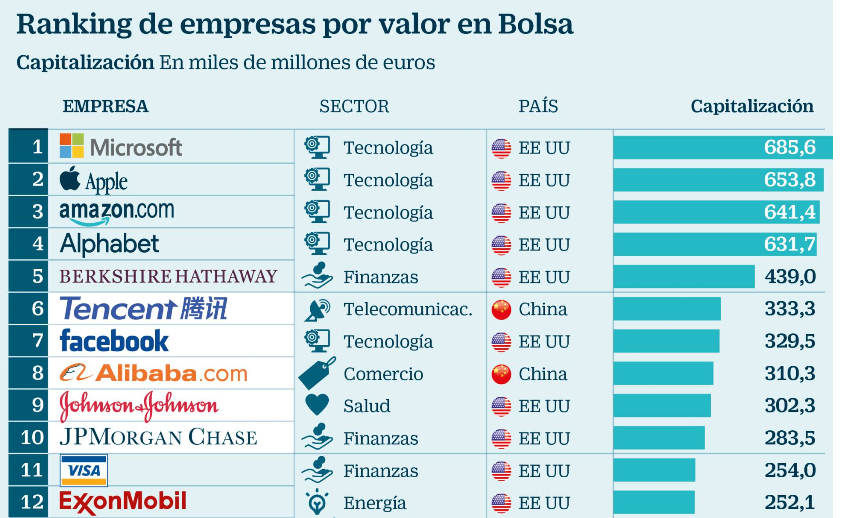 Ranking de empresas por valor en Bolsa
Capitalización En miles de millones de euros
EMPRESA SECTOR PAÍS Capitalización
1 Microsoft Tecnología EE UU 685,6
2 Apple Tecnología EE UU 653,8
3 amazon.com Tecnología EE UU 641,4
4 Alphabet Tecnología EE UU 631,7
5 BERKSHIRE HATHAWAY Finanzas EE UU 439,0
6 Tencent 腾讯 Telecomunicac. China 333,3
7 facebook Tecnología EE UU 329,5
8 Alibaba.com Comercio China 310,3
9 Johnson & Johnson Salud EE UU 302,3
10 JPMORGAN CHASE Finanzas EE UU 283,5
11 VISA Finanzas EE UU 254,0
12 ExxonMobil Energía EE UU 252,1